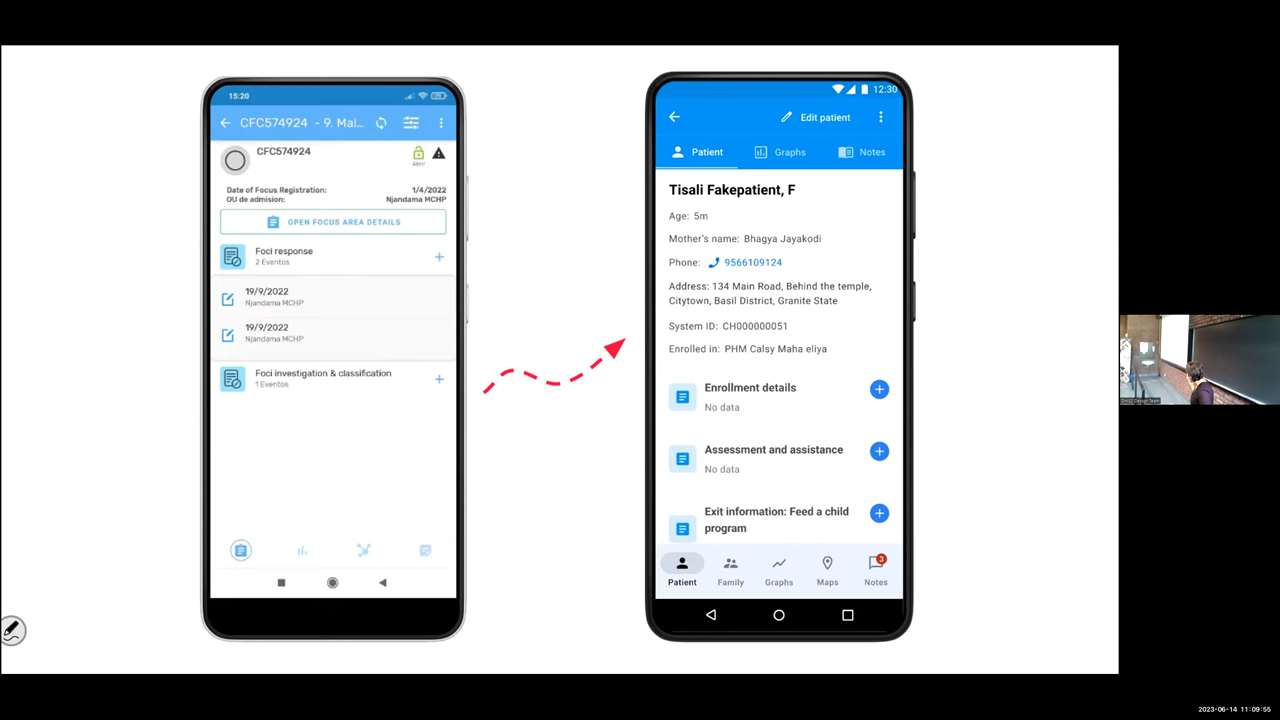 15:20
CFC574924 - 9. Mal...
CFC574924
Abrir
Date of Focus Registration: 1/4/2022
OU de admision: Njandama MCHP
OPEN FOCUS AREA DETAILS
Foci response
2 Eventos
19/9/2022
Njandama MCHP
19/9/2022
Njandama MCHP
Foci investigation & classification
1 Eventos
12:30
Edit patient
Patient
Graphs
Notes
Tisali Fakepatient, F
Age: 5m
Mother's name: Bhagya Jayakodi
Phone: 9566109124
Address: 134 Main Road, Behind the temple,
Citytown, Basil District, Granite State
System ID: CH000000051
Enrolled in: PHM Calsy Maha eliya
Enrollment details
No data
Assessment and assistance
No data
Exit information: Feed a child
program
3
Patient
Family
Graphs
Maps
Notes
DHIS2 Design Team
2023-06-14 11:09:55